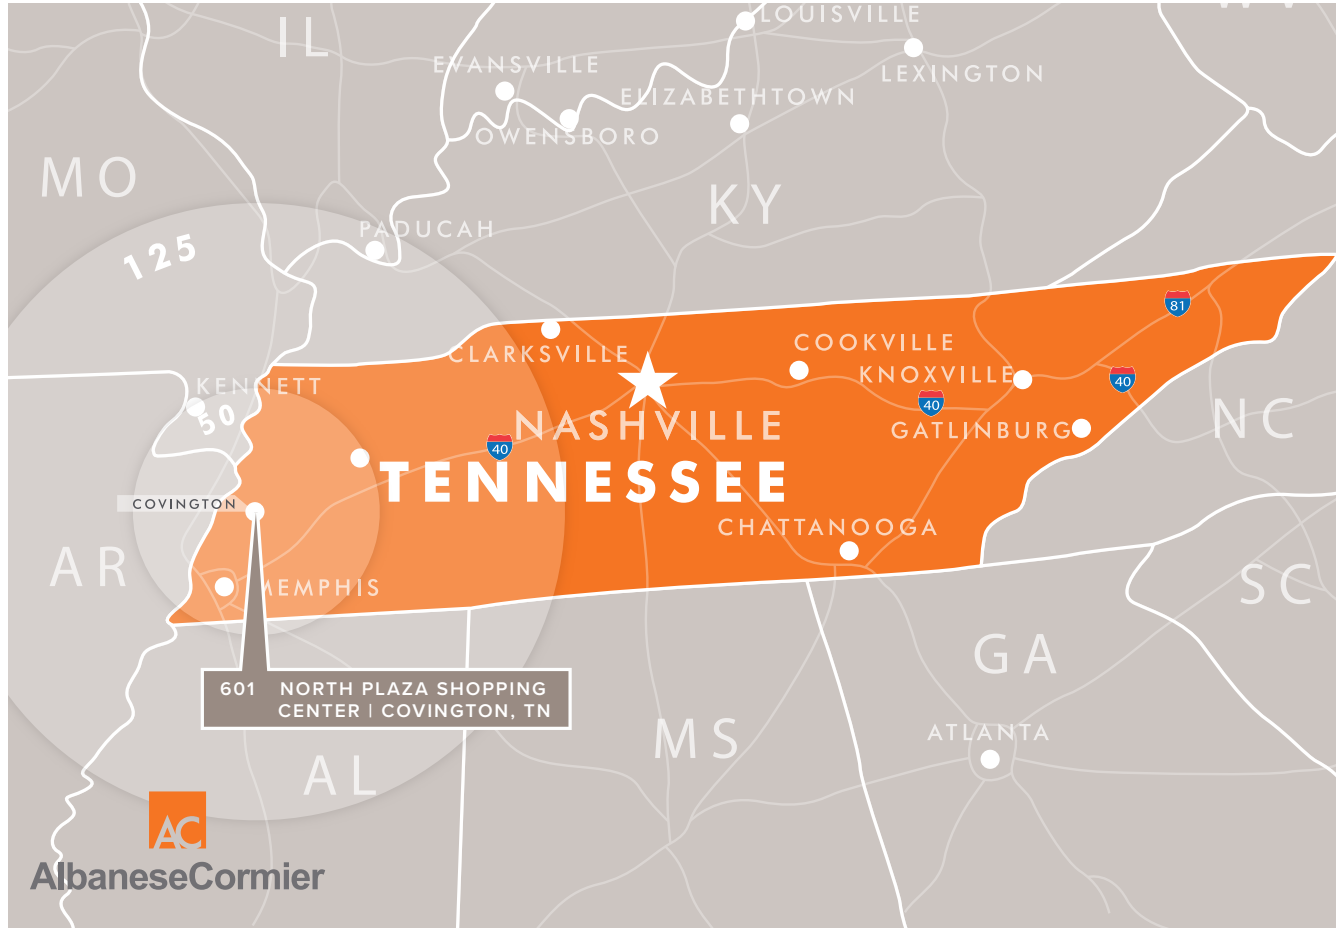 LOUISVILLE
IL
EVANSVILLE
LEXINGTON
ELIZABETHTOWN
OWENSBORO
MO
KY
PADUCAH
125
81
COOKVILLE
CLARKSVILLE
KNOXVILLE
40
KENNETT
40
50
NASHVILLE
NC
GATLINBURG
40
TENNESSEE
COVINGTON
CHATTANOOGA
AR
MEMPHIS
SC
GA
601 NORTH PLAZA SHOPPING
CENTER | COVINGTON, TN
MS
ATLANTA
AL
AC
AlbaneseCormier